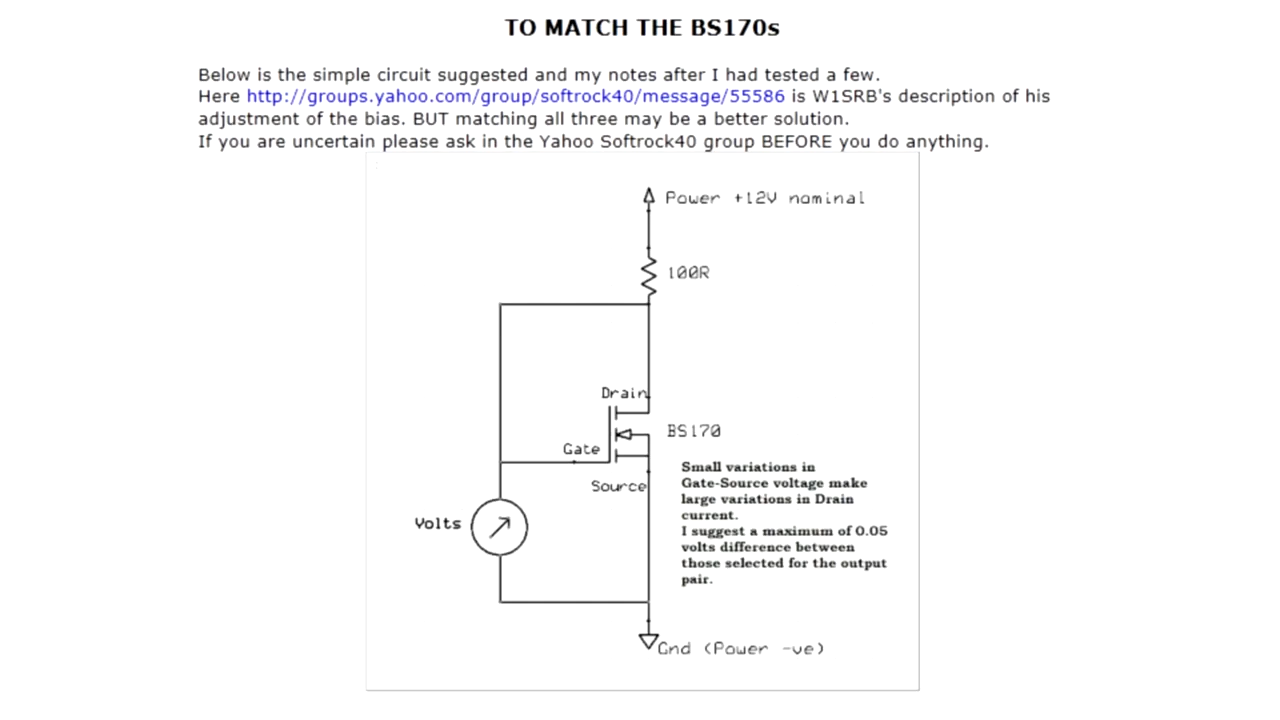 TO MATCH THE BS170s
Below is the simple circuit suggested and my notes after I had tested a few.
Here http://groups.yahoo.com/group/softrock40/message/55586 is W1SRB's description of his
adjustment of the bias. BUT matching all three may be a better solution.
If you are uncertain please ask in the Yahoo Softrock40 group BEFORE you do anything.
Power +12V nominal
100R
Drain
BS170
Gate
Source
Small variations in
Gate-Source voltage make
large variations in Drain
current.
I suggest a maximum of 0.05
volts difference between
those selected for the output
pair.
Volts
Gnd (Power -ve)